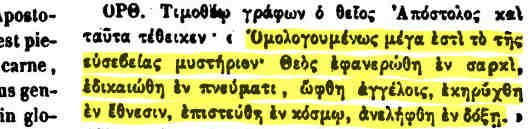 Aposto-
est pie-
carne,
us gen-
in glo-
ΟΡΘ. Τιμοθέῳ γράφων ὁ θεῖος Ἀπόστολος καὶ
ταῦτα τέθεικεν· « Ὁμολογουμένως μέγα ἐστὶ τὸ τῆς
εὐσεβείας μυστήριον· Θεὸς ἐφανερώθη ἐν σαρκὶ,
ἐδικαιώθη ἐν πνεύματι, ὤφθη ἀγγέλοις, ἐκηρύχθη
ἐν ἔθνεσιν, ἐπιστεύθη ἐν κόσμῳ, ἀνελήφθη ἐν δόξῃ. »